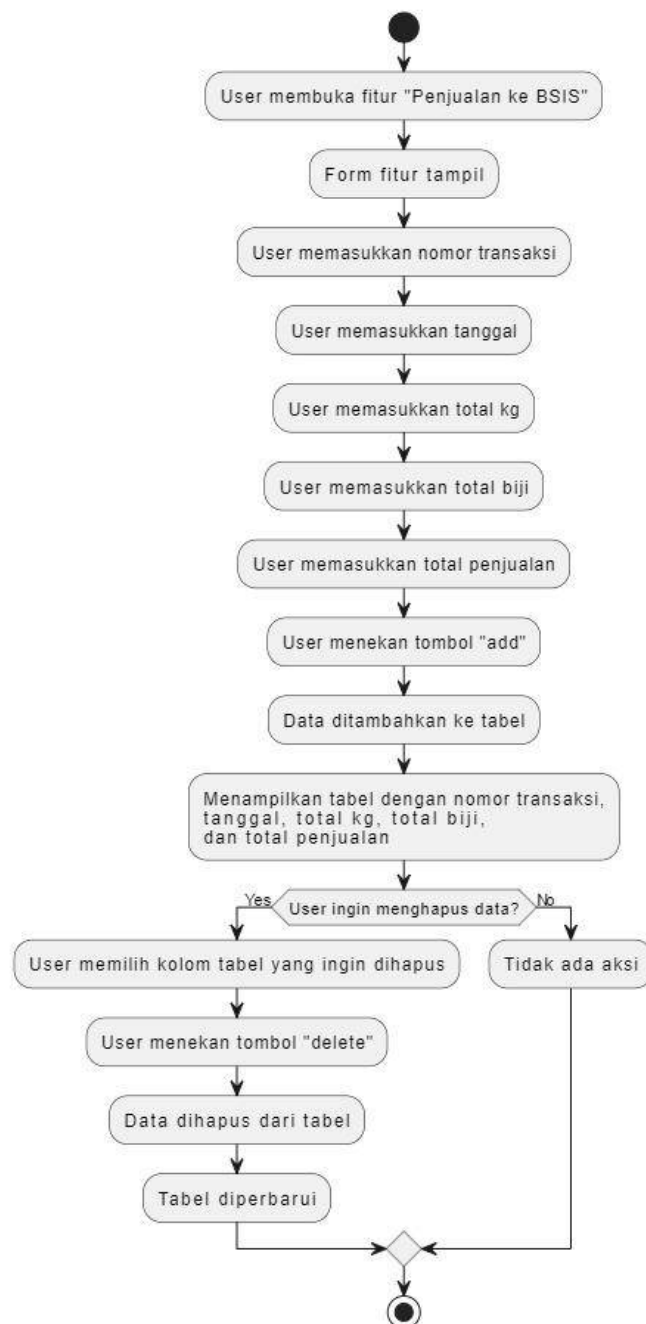 User membuka fitur "Penjualan ke BSIS"
Form fitur tampil
User memasukkan nomor transaksi
User memasukkan tanggal
User memasukkan total kg
User memasukkan total biji
User memasukkan total penjualan
User menekan tombol "add"
Data ditambahkan ke tabel
Menampilkan tabel dengan nomor transaksi,
tanggal, total kg, total biji,
dan total penjualan
Yes
User ingin menghapus data?
No
User memilih kolom tabel yang ingin dihapus
Tidak ada aksi
User menekan tombol "delete"
Data dihapus dari tabel
Tabel diperbarui